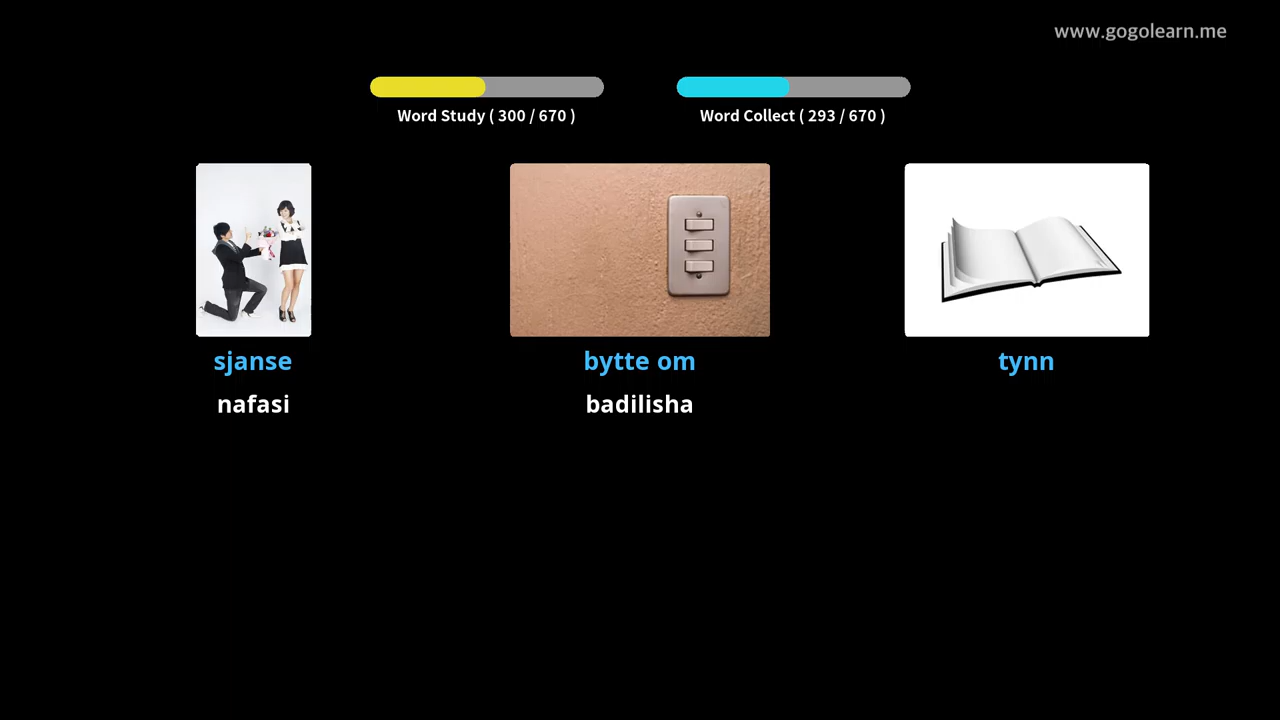 www.gogolearn.me
Word Study ( 300 / 670 )
Word Collect ( 293 / 670 )
sjanse
bytte om
tynn
nafasi
badilisha